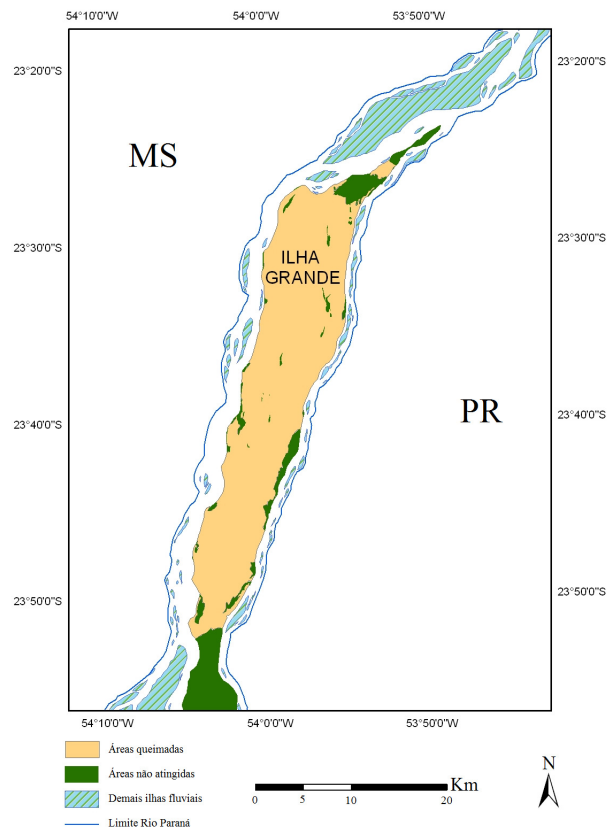 54°10'0"W
54°0'0"W
53°50'0"W
23°20'0"S
23°20'0"S
MS
23°30'0"S
23°30'0"S
ILHA
GRANDE
23°40'0"S
23°40'0"S
PR
23°50'0"S
23°50'0"S
54°10'0"W
54°0'0"W
53°50'0"W
Áreas queimadas
Áreas não atingidas
Demais ilhas fluviais
Limite Rio Paraná
Km
0 5 10 20
N